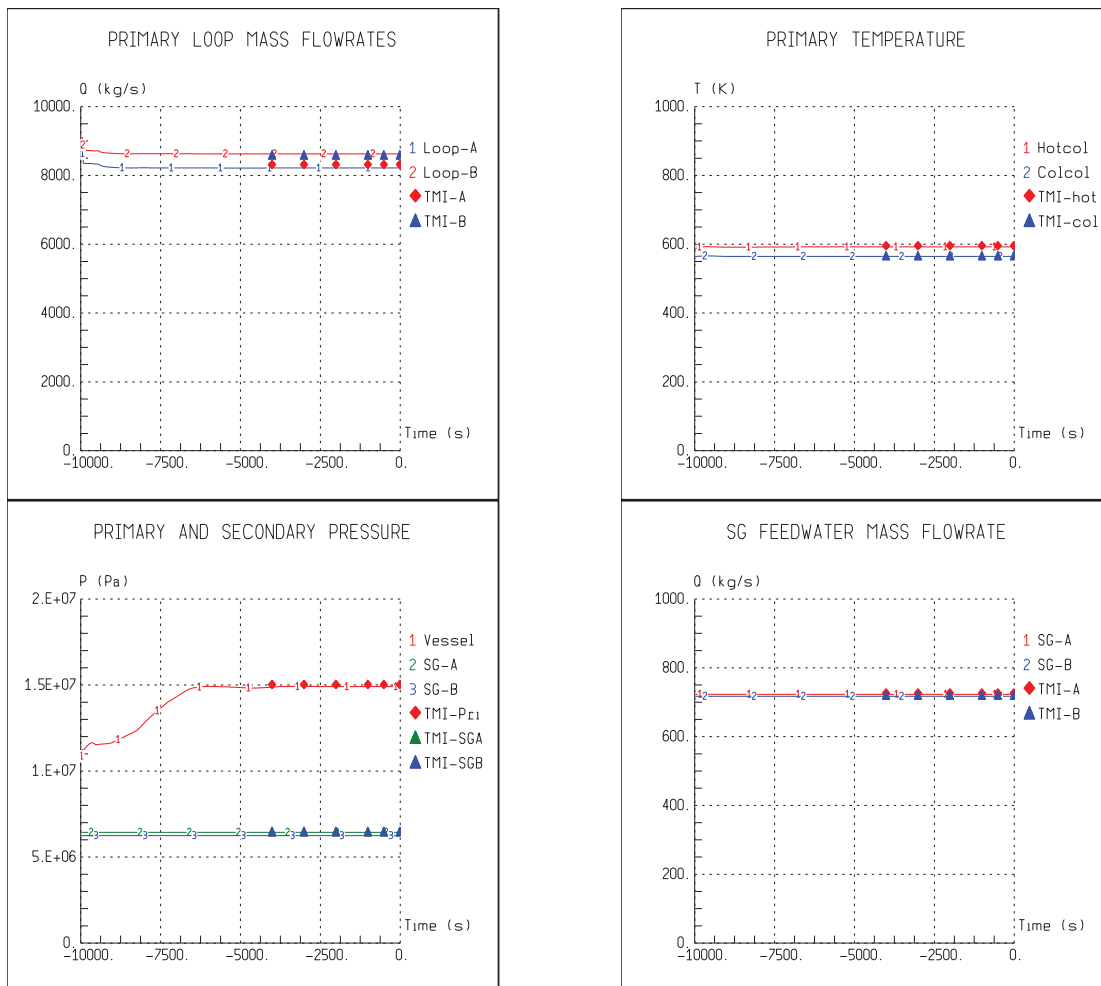 PRIMARY LOOP MASS FLOWRATES
Q (kg/s)
10000.
8000.
6000.
4000.
2000.
0.
-10000. -7500. -5000. -2500. 0.
Time (s)
1 Loop-A
2 Loop-B
TMI-A
TMI-B
PRIMARY TEMPERATURE
T (K)
1000.
800.
600.
400.
200.
0.
-10000. -7500. -5000. -2500. 0.
Time (s)
1 Hotcol
2 Colcol
TMI-hot
TMI-col
PRIMARY AND SECONDARY PRESSURE
P (Pa)
2.E+07
1.5E+07
1.E+07
5.E+06
0.
-10000. -7500. -5000. -2500. 0.
Time (s)
1 Vessel
2 SG-A
3 SG-B
TMI-Pri
TMI-SGA
TMI-SGB
SG FEEDWATER MASS FLOWRATE
Q (kg/s)
1000.
800.
600.
400.
200.
0.
-10000. -7500. -5000. -2500. 0.
Time (s)
1 SG-A
2 SG-B
TMI-A
TMI-B